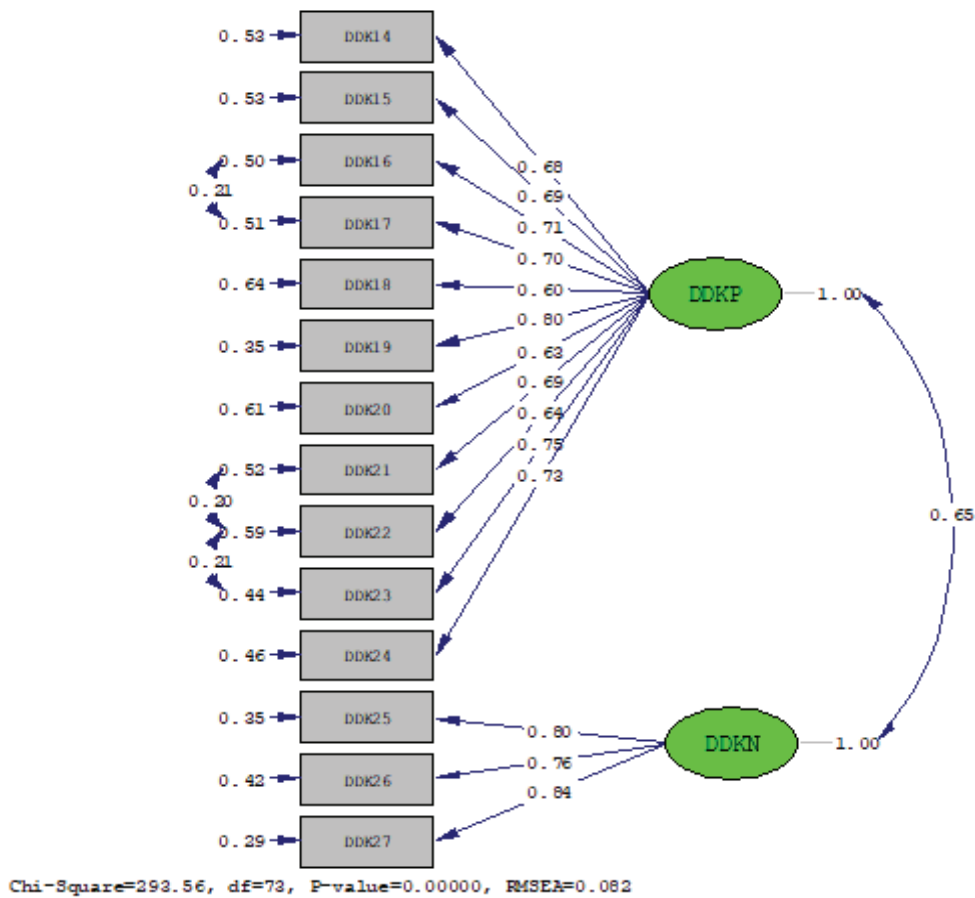 0.53 DDK14
0.53 DDK15
0.50 DDK16
0.68
0.21
0.69
0.51 DDK17
0.71
0.70
0.64 DDK18
0.60
DDKP 1.00
0.80
0.35 DDK19
0.63
0.69
0.61 DDK20
0.64
0.75
0.52 DDK21
0.73
0.20
0.65
0.59 DDK22
0.21
0.44 DDK23
0.46 DDK24
0.35 DDK25
0.80
DDKN 1.00
0.76
0.42 DDK26
0.84
0.29 DDK27
Chi-Square=293.56, df=73, P-value=0.00000, RMSEA=0.082